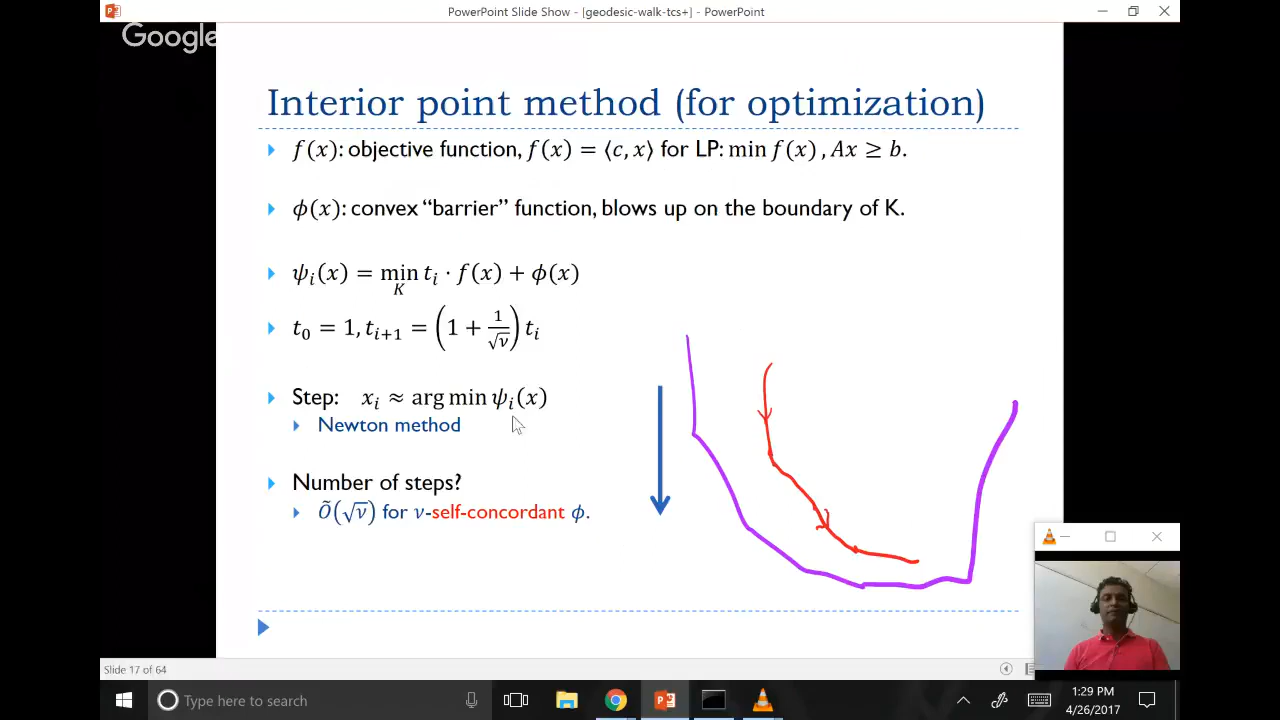 PowerPoint Slide Show - [geodesic-walk-tcs+] - PowerPoint
Google
Interior point method (for optimization)
f(x): objective function, f(x) = ⟨c, x⟩ for LP: min f(x) , Ax ≥ b.
ϕ(x): convex “barrier” function, blows up on the boundary of K.
ψᵢ(x) = min tᵢ · f(x) + ϕ(x)
K
t₀ = 1, tᵢ₊₁ = (1 + 1/√ν) tᵢ
Step: xᵢ ≈ arg min ψᵢ(x)
Newton method
Number of steps?
Õ(√ν) for ν-self-concordant ϕ.
Slide 17 of 64
Type here to search
1:29 PM
4/26/2017